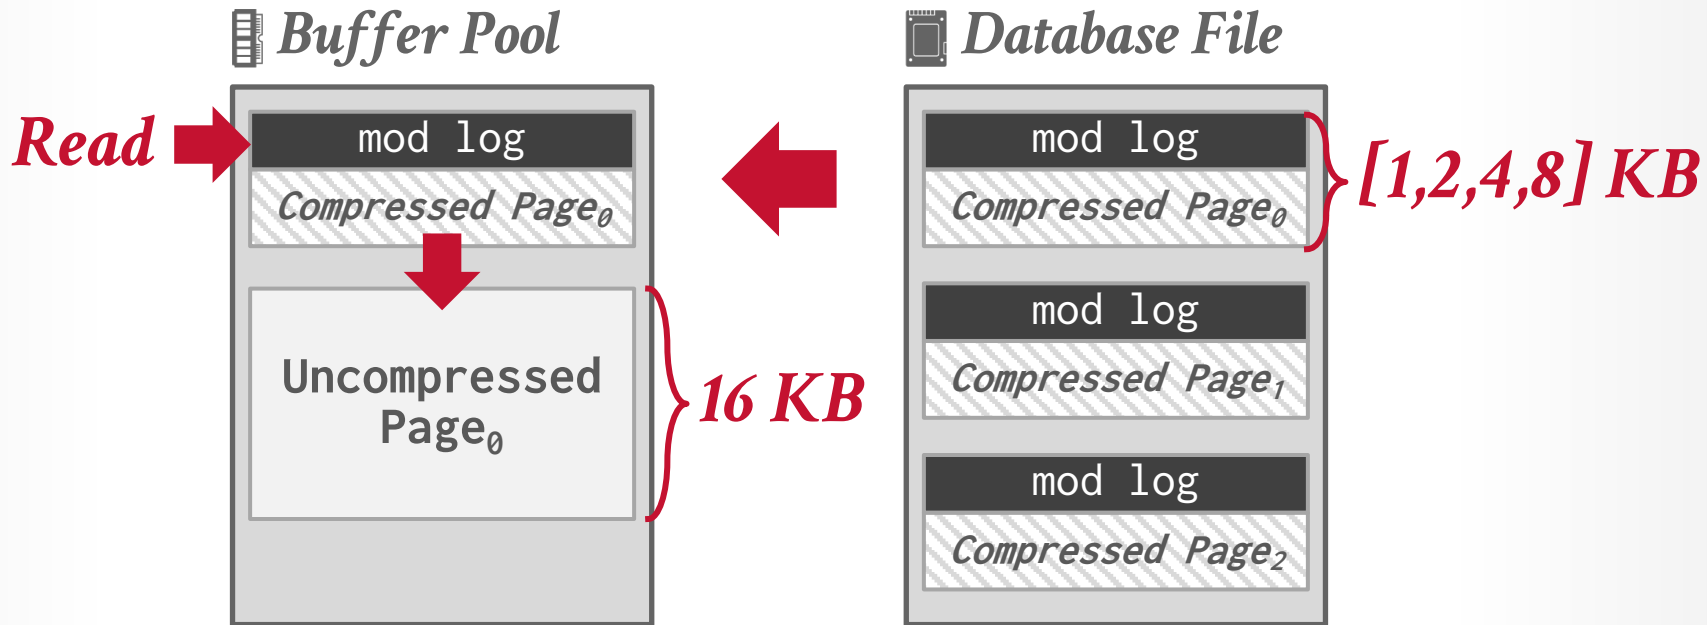 Buffer Pool
Read
mod log
Compressed Page₀
Uncompressed
Page₀
16 KB
Database File
mod log
Compressed Page₀
[1,2,4,8] KB
mod log
Compressed Page₁
mod log
Compressed Page₂